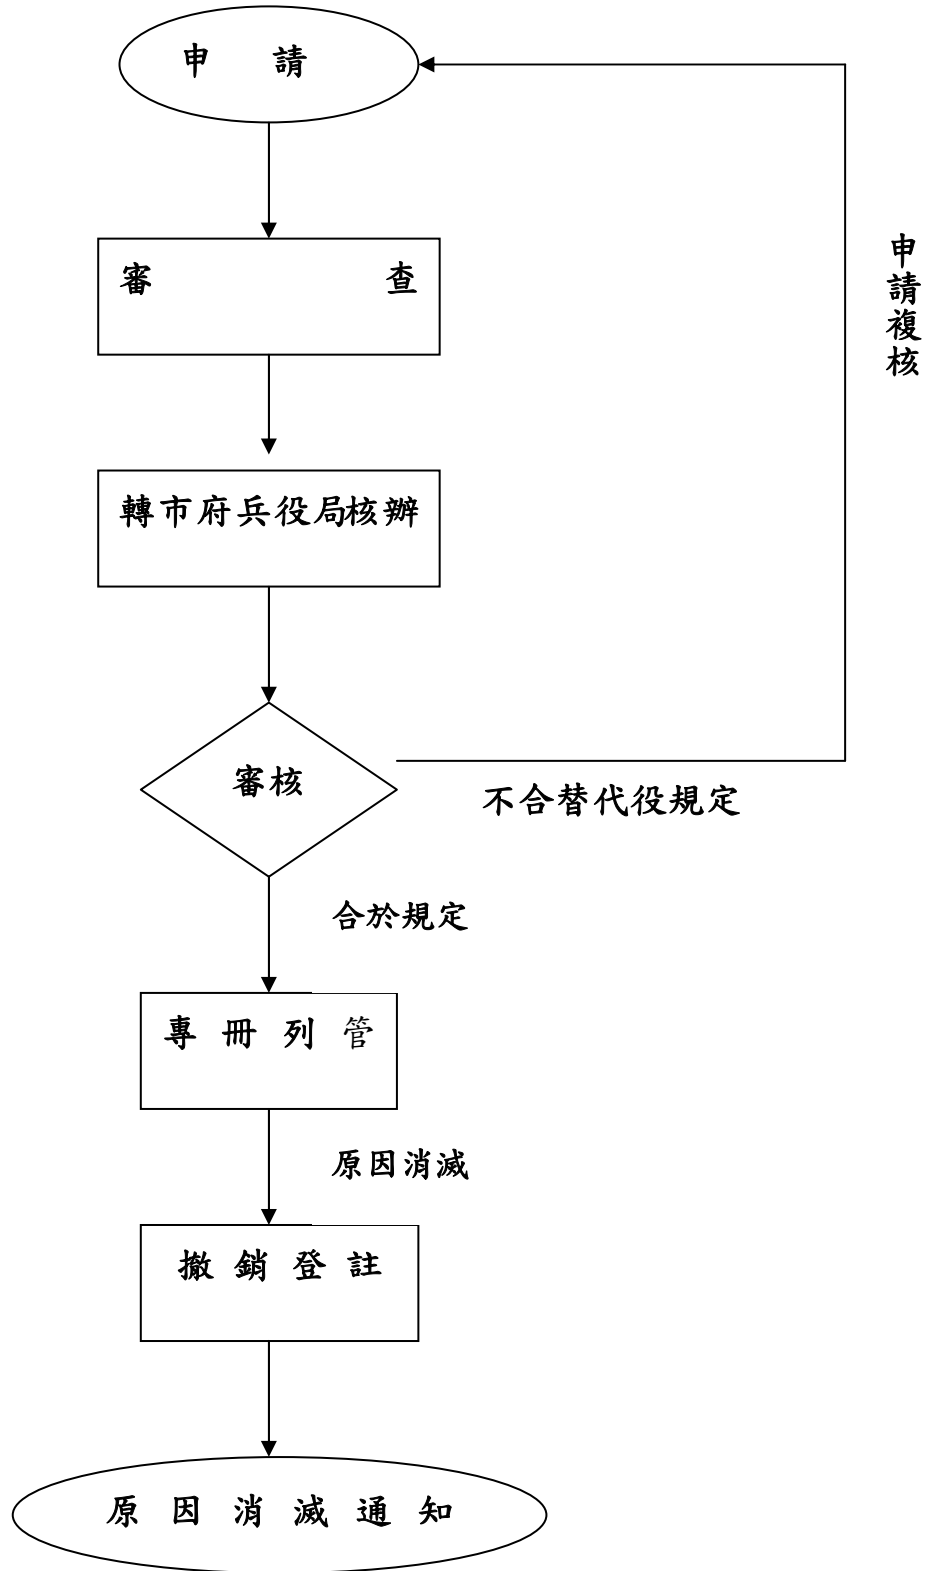 申 請
審 查
申請複核
轉市府兵役局核辦
審核
不合替代役規定
合於規定
專 冊 列 管
原因消滅
撤 銷 登 註
原 因 消 滅 通 知